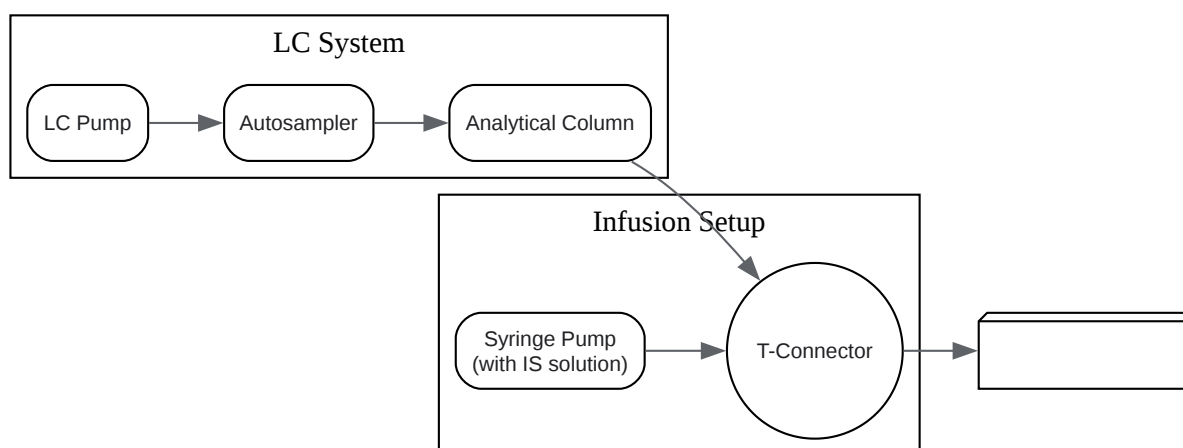 LC System
LC Pump
Autosampler
Analytical Column
Infusion Setup
Syringe Pump
(with IS solution)
T-Connector